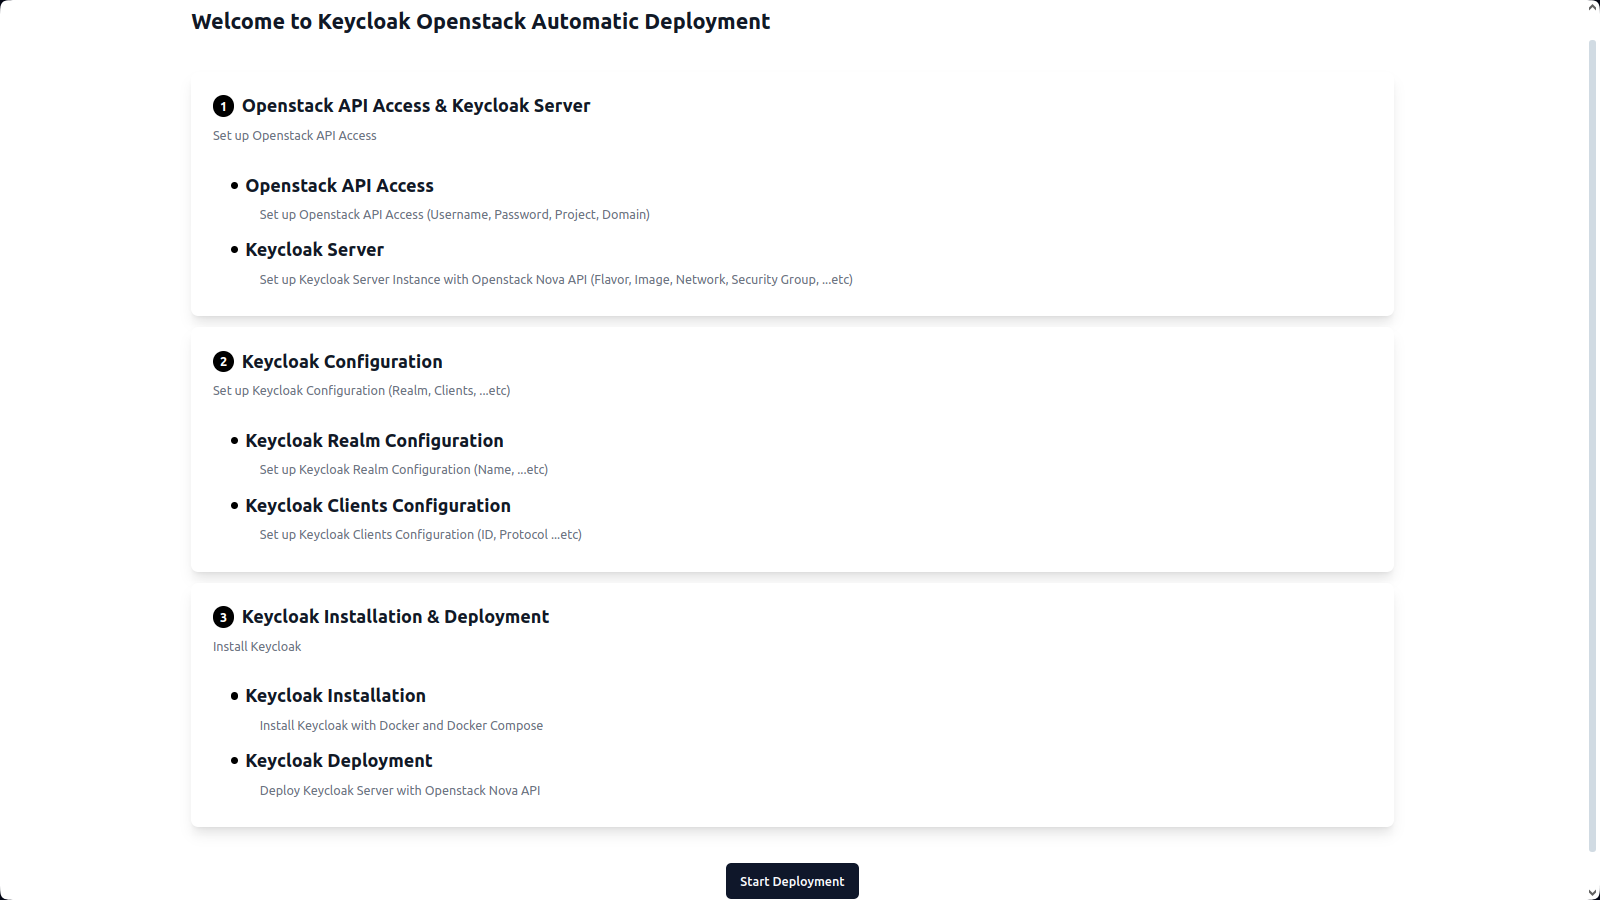 Welcome to Keycloak Openstack Automatic Deployment
1 Openstack API Access & Keycloak Server
Set up Openstack API Access
• Openstack API Access
Set up Openstack API Access (Username, Password, Project, Domain)
• Keycloak Server
Set up Keycloak Server Instance with Openstack Nova API (Flavor, Image, Network, Security Group, ...etc)
2 Keycloak Configuration
Set up Keycloak Configuration (Realm, Clients, ...etc)
• Keycloak Realm Configuration
Set up Keycloak Realm Configuration (Name, ...etc)
• Keycloak Clients Configuration
Set up Keycloak Clients Configuration (ID, Protocol ...etc)
3 Keycloak Installation & Deployment
Install Keycloak
• Keycloak Installation
Install Keycloak with Docker and Docker Compose
• Keycloak Deployment
Deploy Keycloak Server with Openstack Nova API
Start Deployment